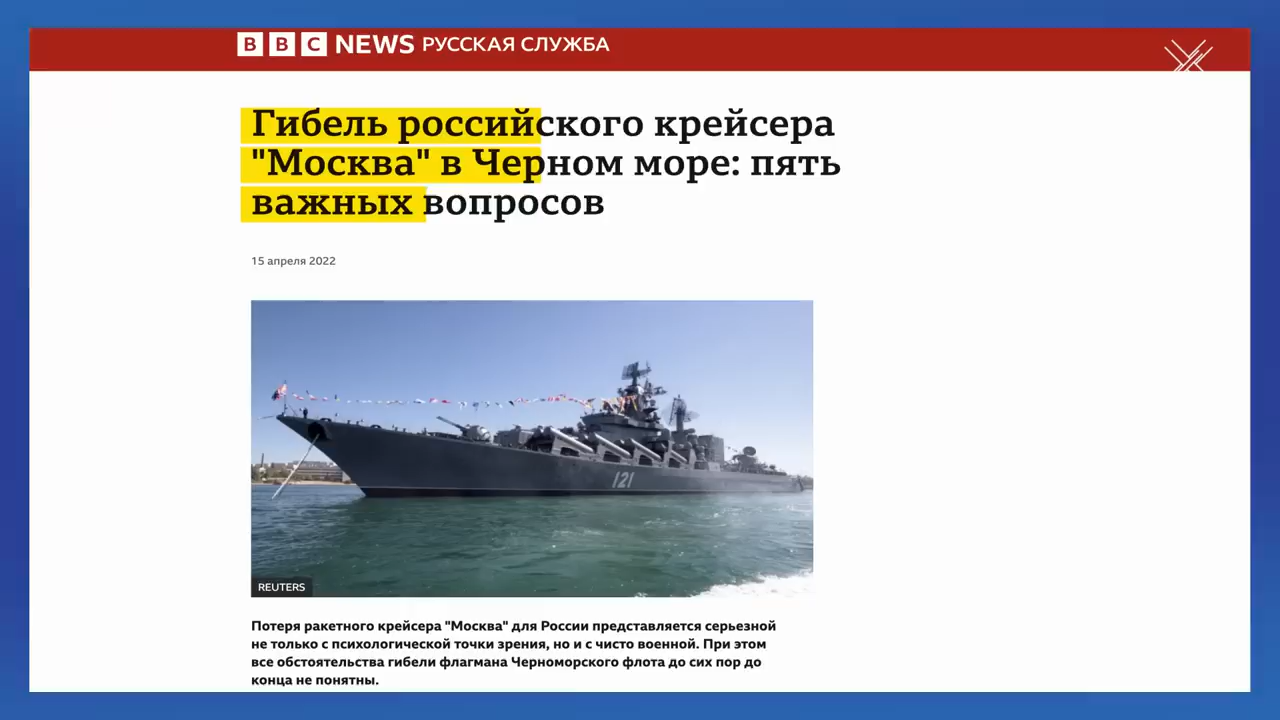 BBC NEWS РУССКАЯ СЛУЖБА
Гибель российского крейсера
"Москва" в Черном море: пять
важных вопросов
15 апреля 2022
121
REUTERS
Потеря ракетного крейсера "Москва" для России представляется серьезной
не только с психологической точки зрения, но и с чисто военной. При этом
все обстоятельства гибели флагмана Черноморского флота до сих пор до
конца не понятны.